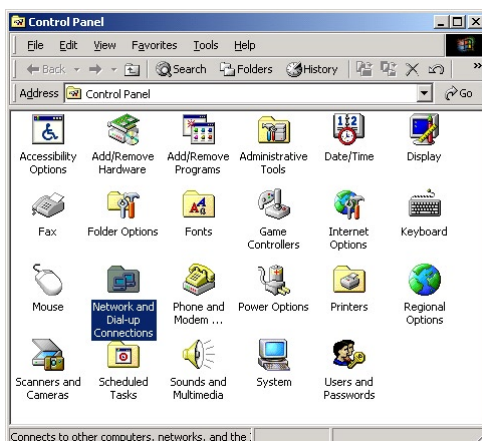 Control Panel
File Edit View Favorites Tools Help
Back Search Folders History »
Address Control Panel Go
Accessibility Options
Add/Remove Hardware
Add/Remove Programs
Administrative Tools
Date/Time
Display
Fax
Folder Options
Fonts
Game Controllers
Internet Options
Keyboard
Mouse
Network and Dial-up Connections
Phone and Modem ...
Power Options
Printers
Regional Options
Scanners and Cameras
Scheduled Tasks
Sounds and Multimedia
System
Users and Passwords
Connects to other computers, networks, and the